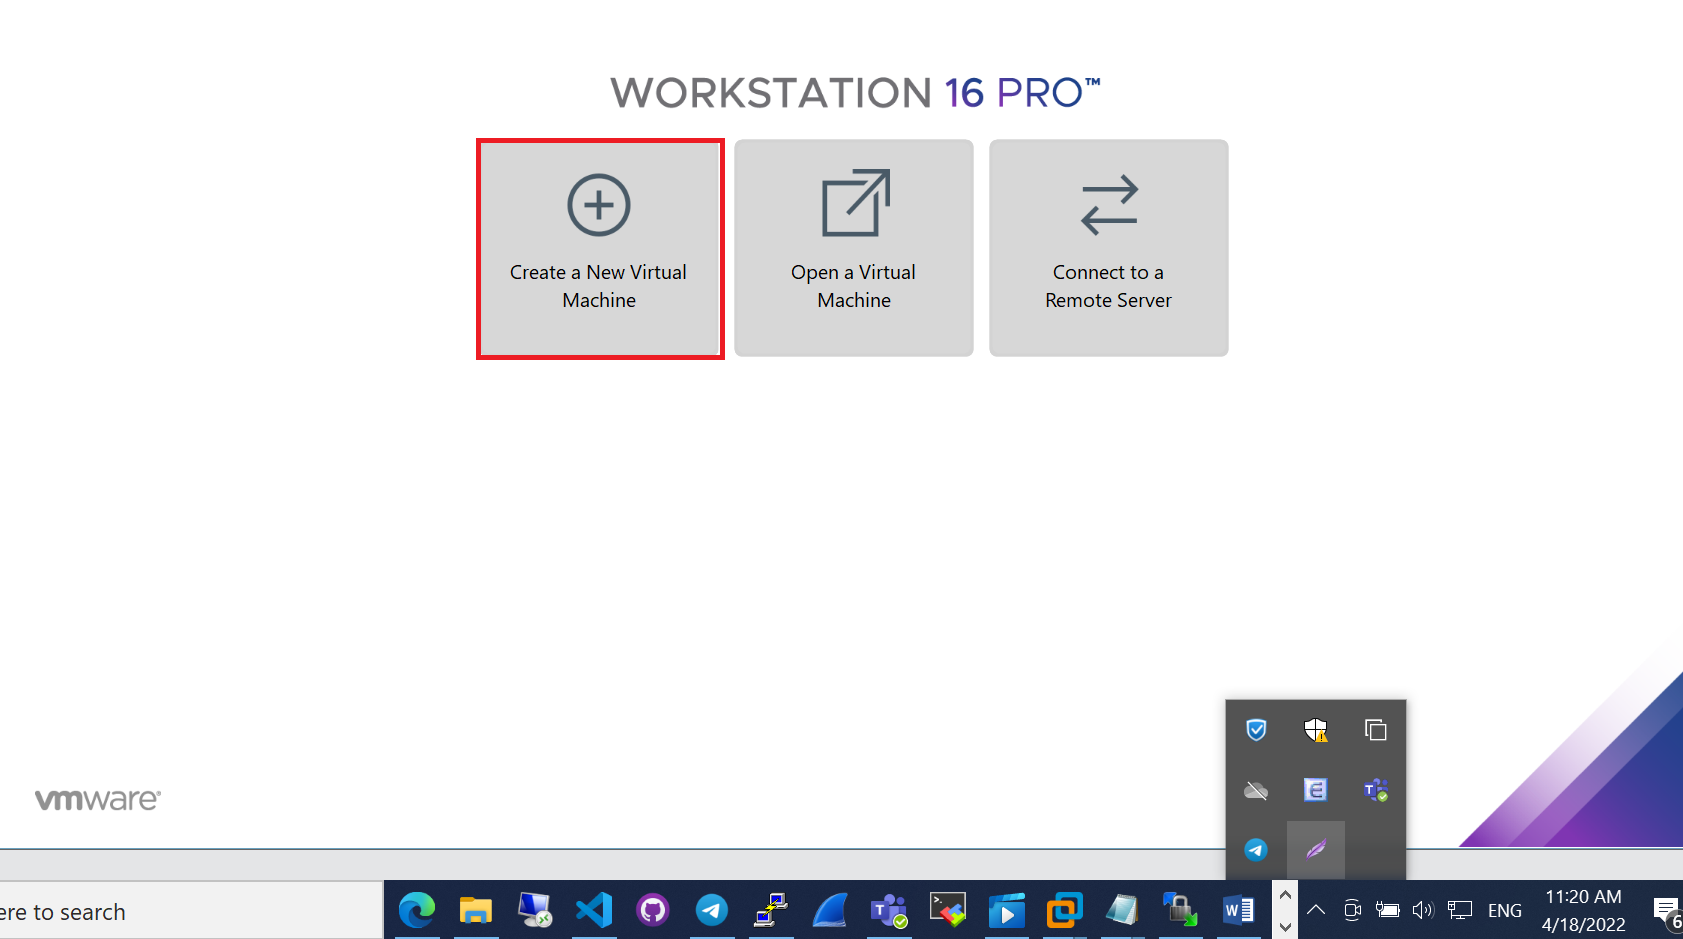 WORKSTATION 16 PRO™
Create a New Virtual
Machine
Open a Virtual
Machine
Connect to a
Remote Server
vmware®
ere to search
ENG
11:20 AM
4/18/2022
6